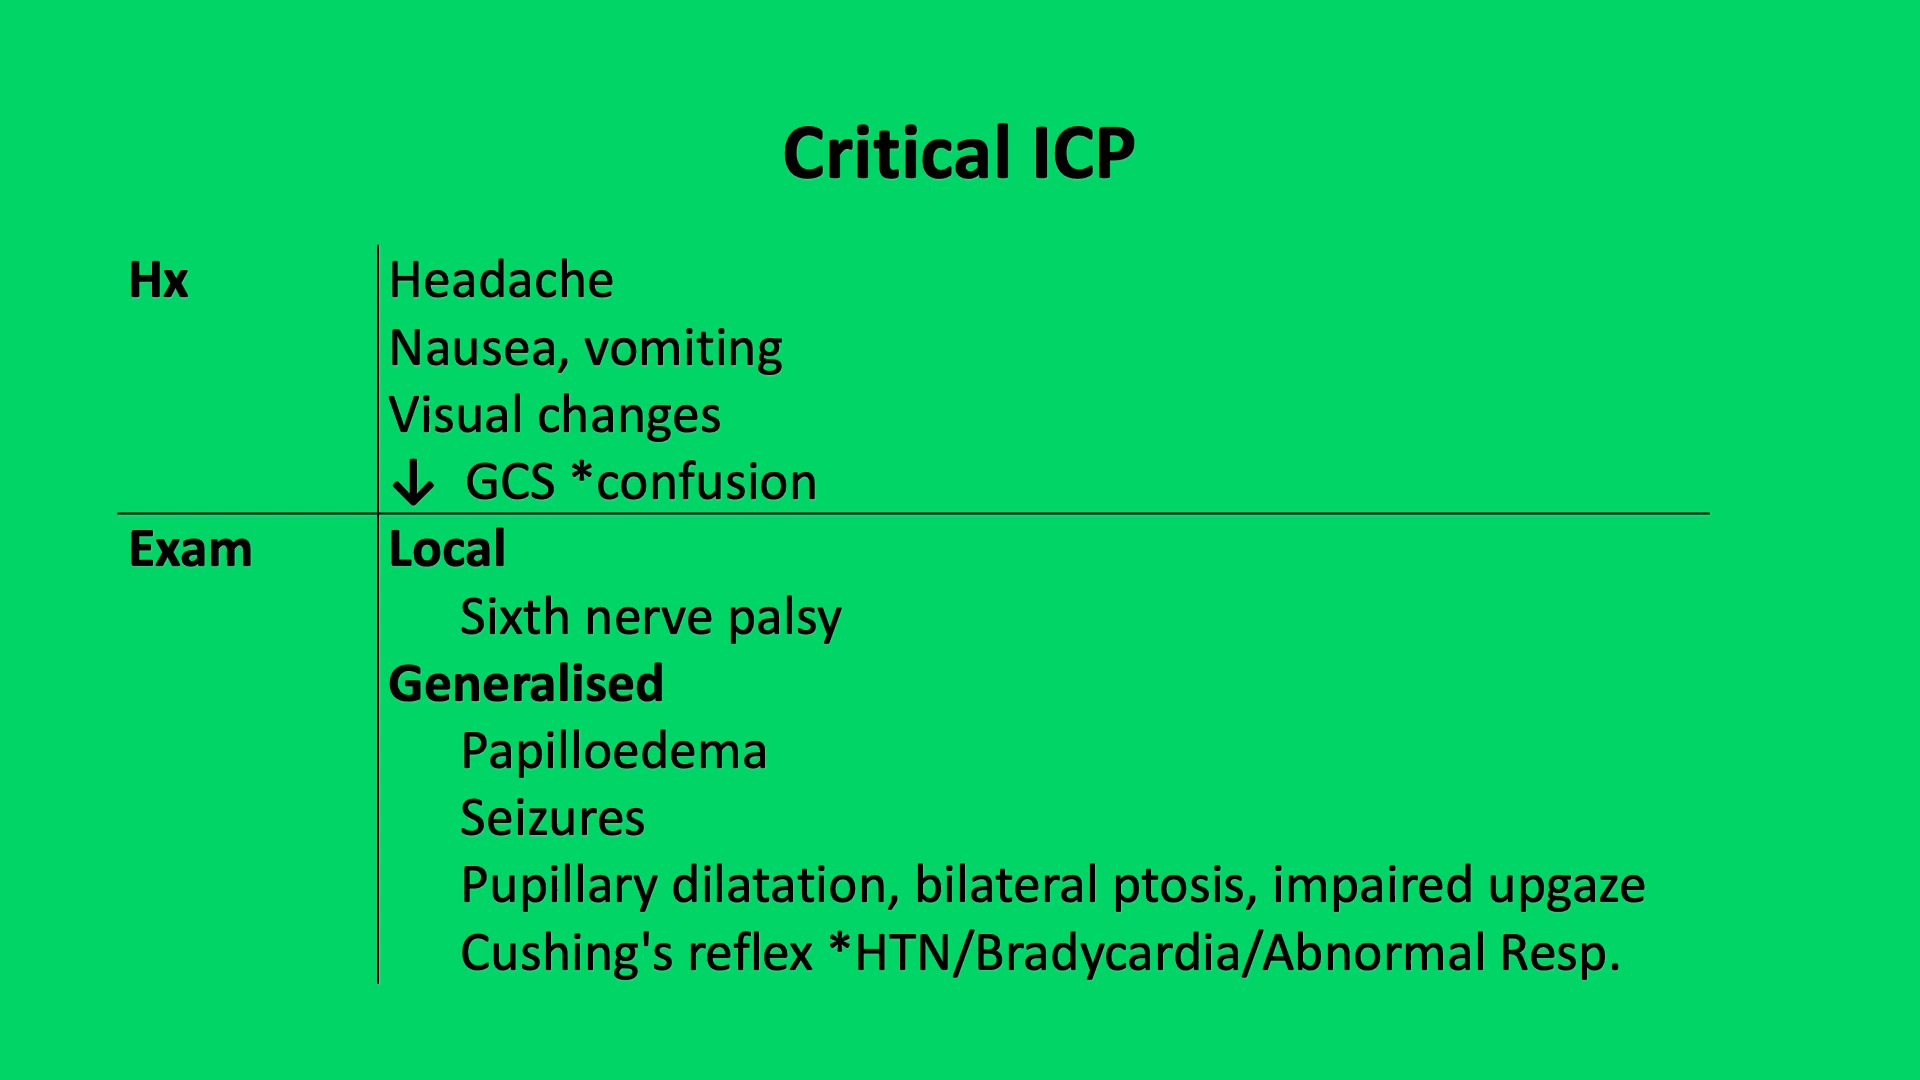 Critical ICP
Hx
Headache
Nausea, vomiting
Visual changes
↓ GCS *confusion
Exam
Local
Sixth nerve palsy
Generalised
Papilloedema
Seizures
Pupillary dilatation, bilateral ptosis, impaired upgaze
Cushing's reflex *HTN/Bradycardia/Abnormal Resp.